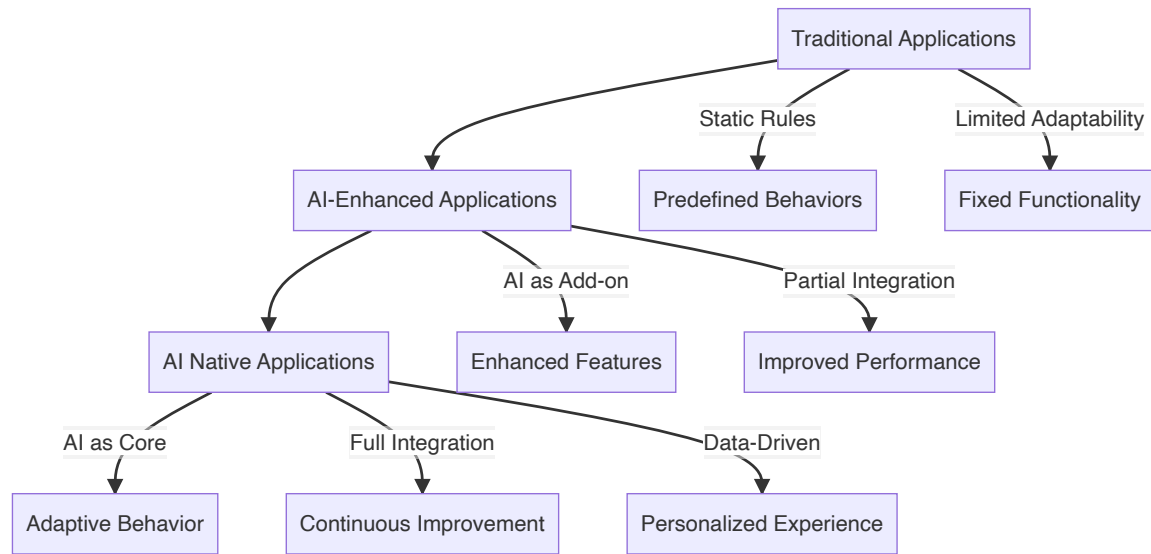 Traditional Applications
Static Rules
Limited Adaptability
AI-Enhanced Applications
Predefined Behaviors
Fixed Functionality
AI as Add-on
Partial Integration
AI Native Applications
Enhanced Features
Improved Performance
AI as Core
Full Integration
Data-Driven
Adaptive Behavior
Continuous Improvement
Personalized Experience